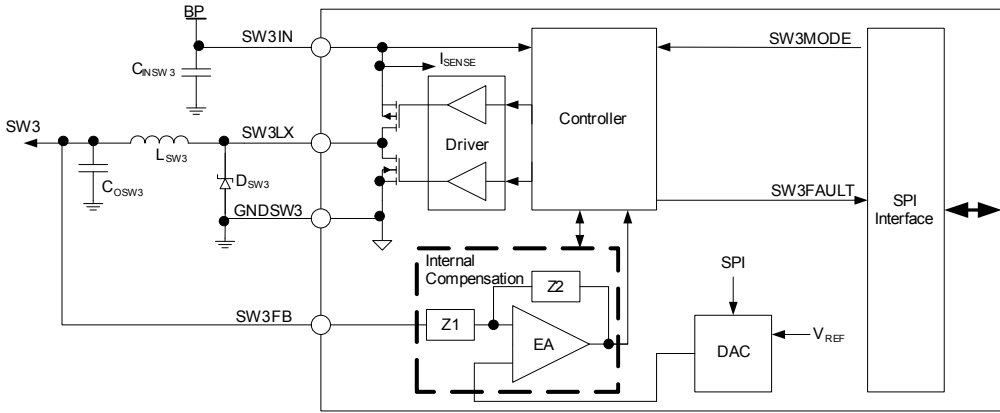 BP
SW3IN
SW3MODE
CINSW3
ISENSE
Controller
SW3
SW3LX
Driver
LSW3
COSW3
DSW3
SW3FAULT
GNDSW3
SPI
Interface
Internal
Compensation
SPI
Z2
SW3FB
Z1
EA
DAC
VREF